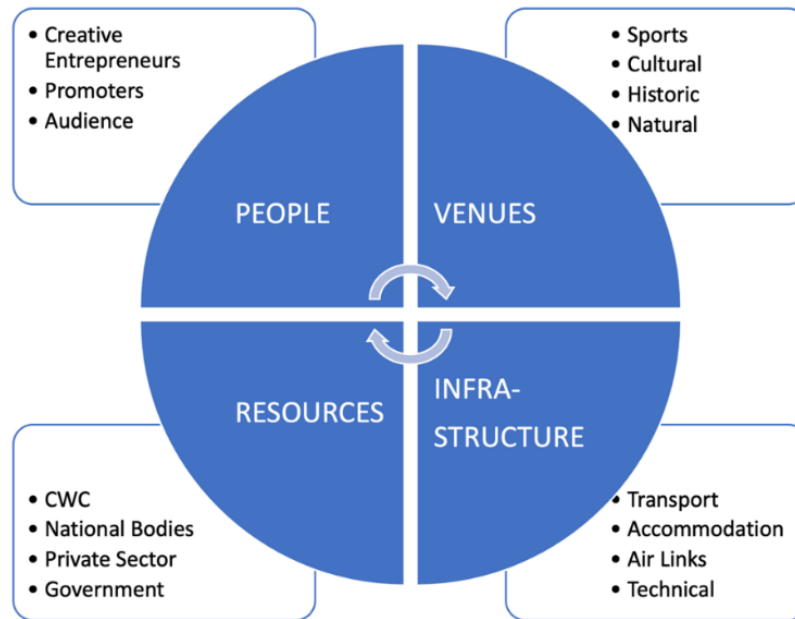 • Creative
Entrepreneurs
• Promoters
• Audience
• Sports
• Cultural
• Historic
• Natural
PEOPLE
VENUES
RESOURCES
INFRA-
STRUCTURE
• CWC
• National Bodies
• Private Sector
• Government
• Transport
• Accommodation
• Air Links
• Technical